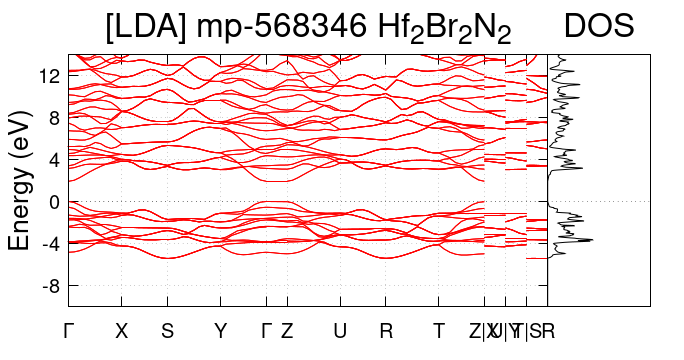 [LDA] mp-568346 Hf₂Br₂N₂ DOS
Energy (eV)
12
8
4
0
-4
-8
Γ X S Y Γ Z U R T Z|X U|Y T|S R